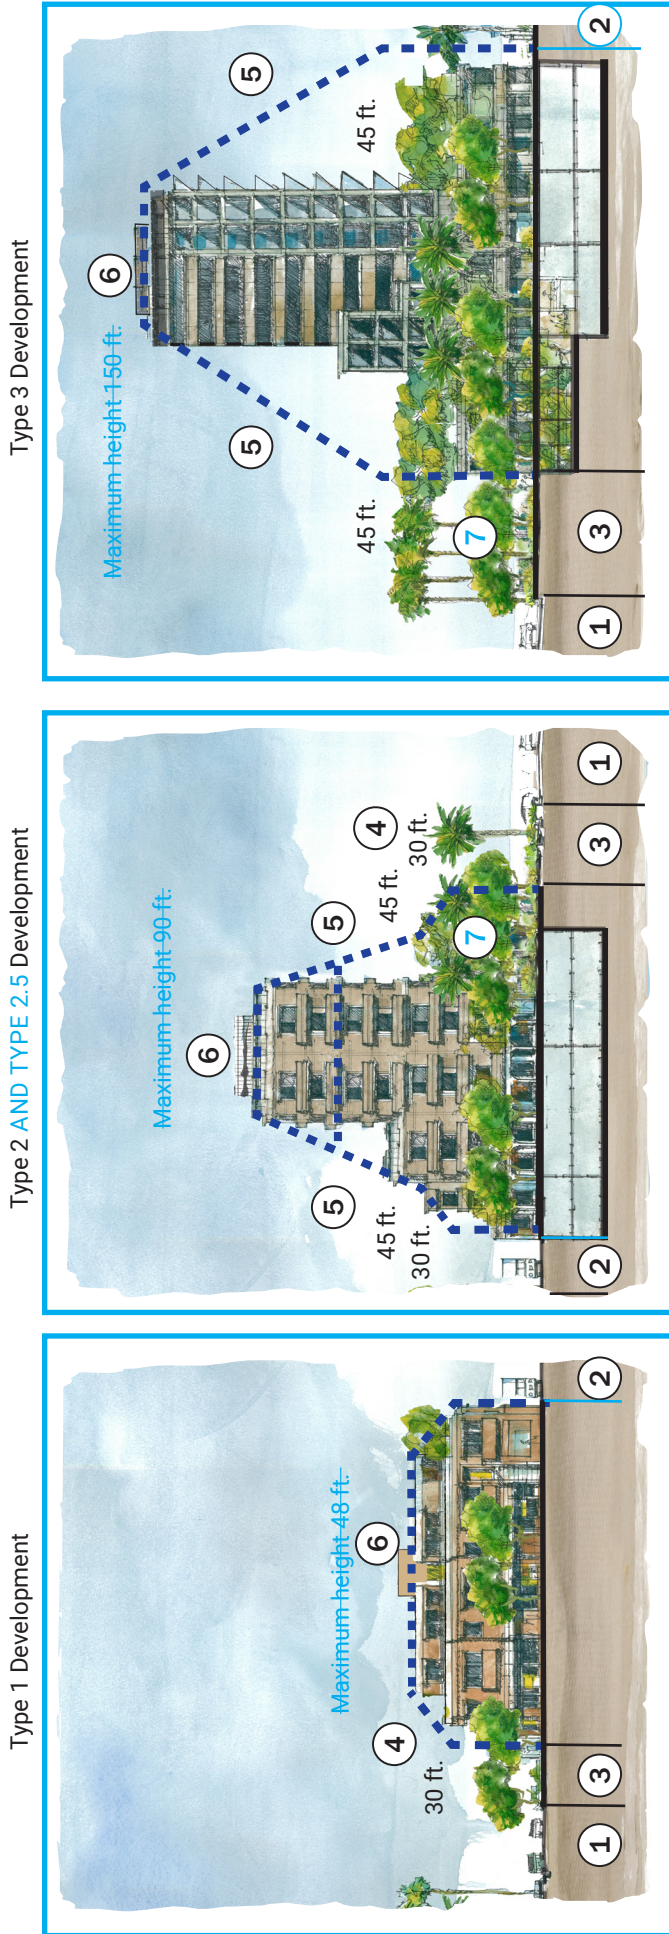 Type 1 Development
Maximum height 48 ft.
6
4
30 ft.
2
3
1
Type 2 AND TYPE 2.5 Development
Maximum height 90 ft.
6
5
5
4
45 ft.
30 ft.
45 ft.
30 ft.
7
2
3
1
Type 3 Development
Maximum height 150 ft.
6
5
5
45 ft.
45 ft.
7
1
3
2